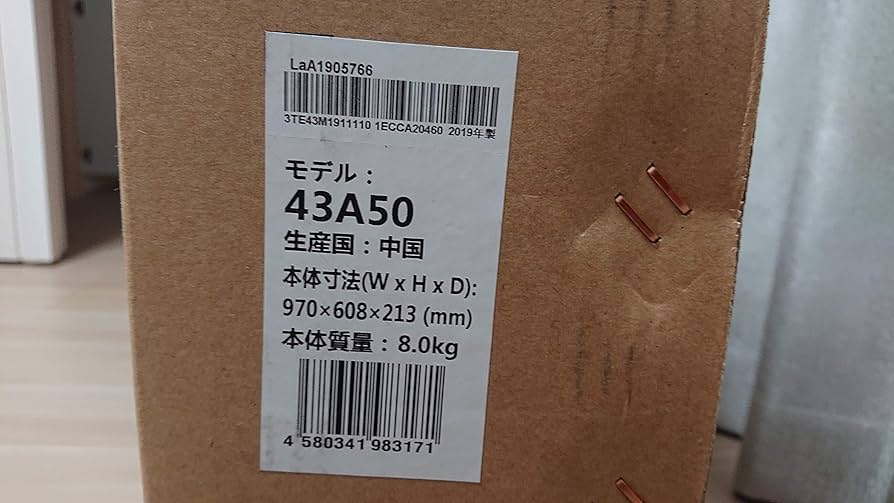 LaA1905766
3TE43M1911110 1ECCA20460 2019年製
モデル：
43A50
生産国：中国
本体寸法(W x H x D):
970×608×213 (mm)
本体質量：8.0kg
4 580341 983171